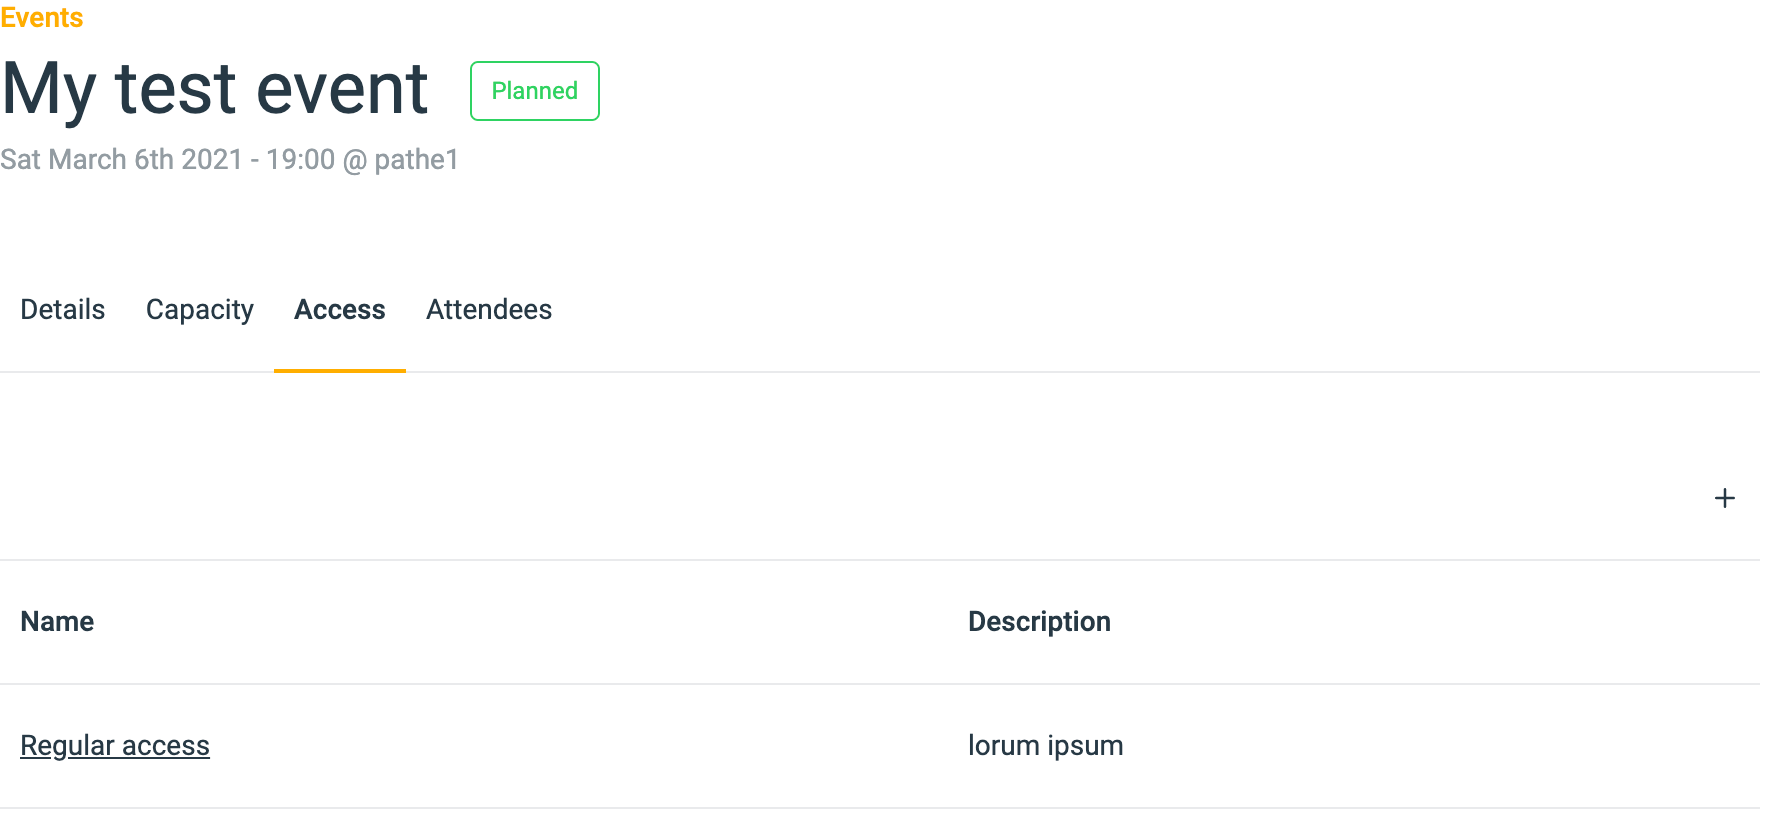 Events
My test event Planned
Sat March 6th 2021 - 19:00 @ pathe1
Details Capacity Access Attendees
+
Name Description
Regular access lorum ipsum